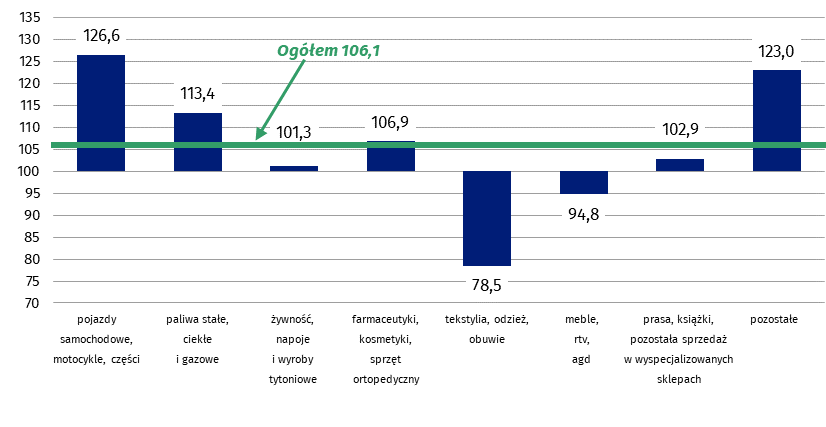 135
130
125
120
115
110
105
100
95
90
85
80
75
70
Ogółem 106,1
126,6
113,4
101,3
106,9
78,5
94,8
102,9
123,0
pojazdy
samochodowe,
motocykle, części
paliwa stałe,
ciekłe
i gazowe
żywność,
napoje
i wyroby
tytoniowe
farmaceutyki,
kosmetyki,
sprzęt
ortopedyczny
tekstylia, odzież,
obuwie
meble,
rtv,
agd
prasa, książki,
pozostała sprzedaż
w wyspecjalizowanych
sklepach
pozostałe